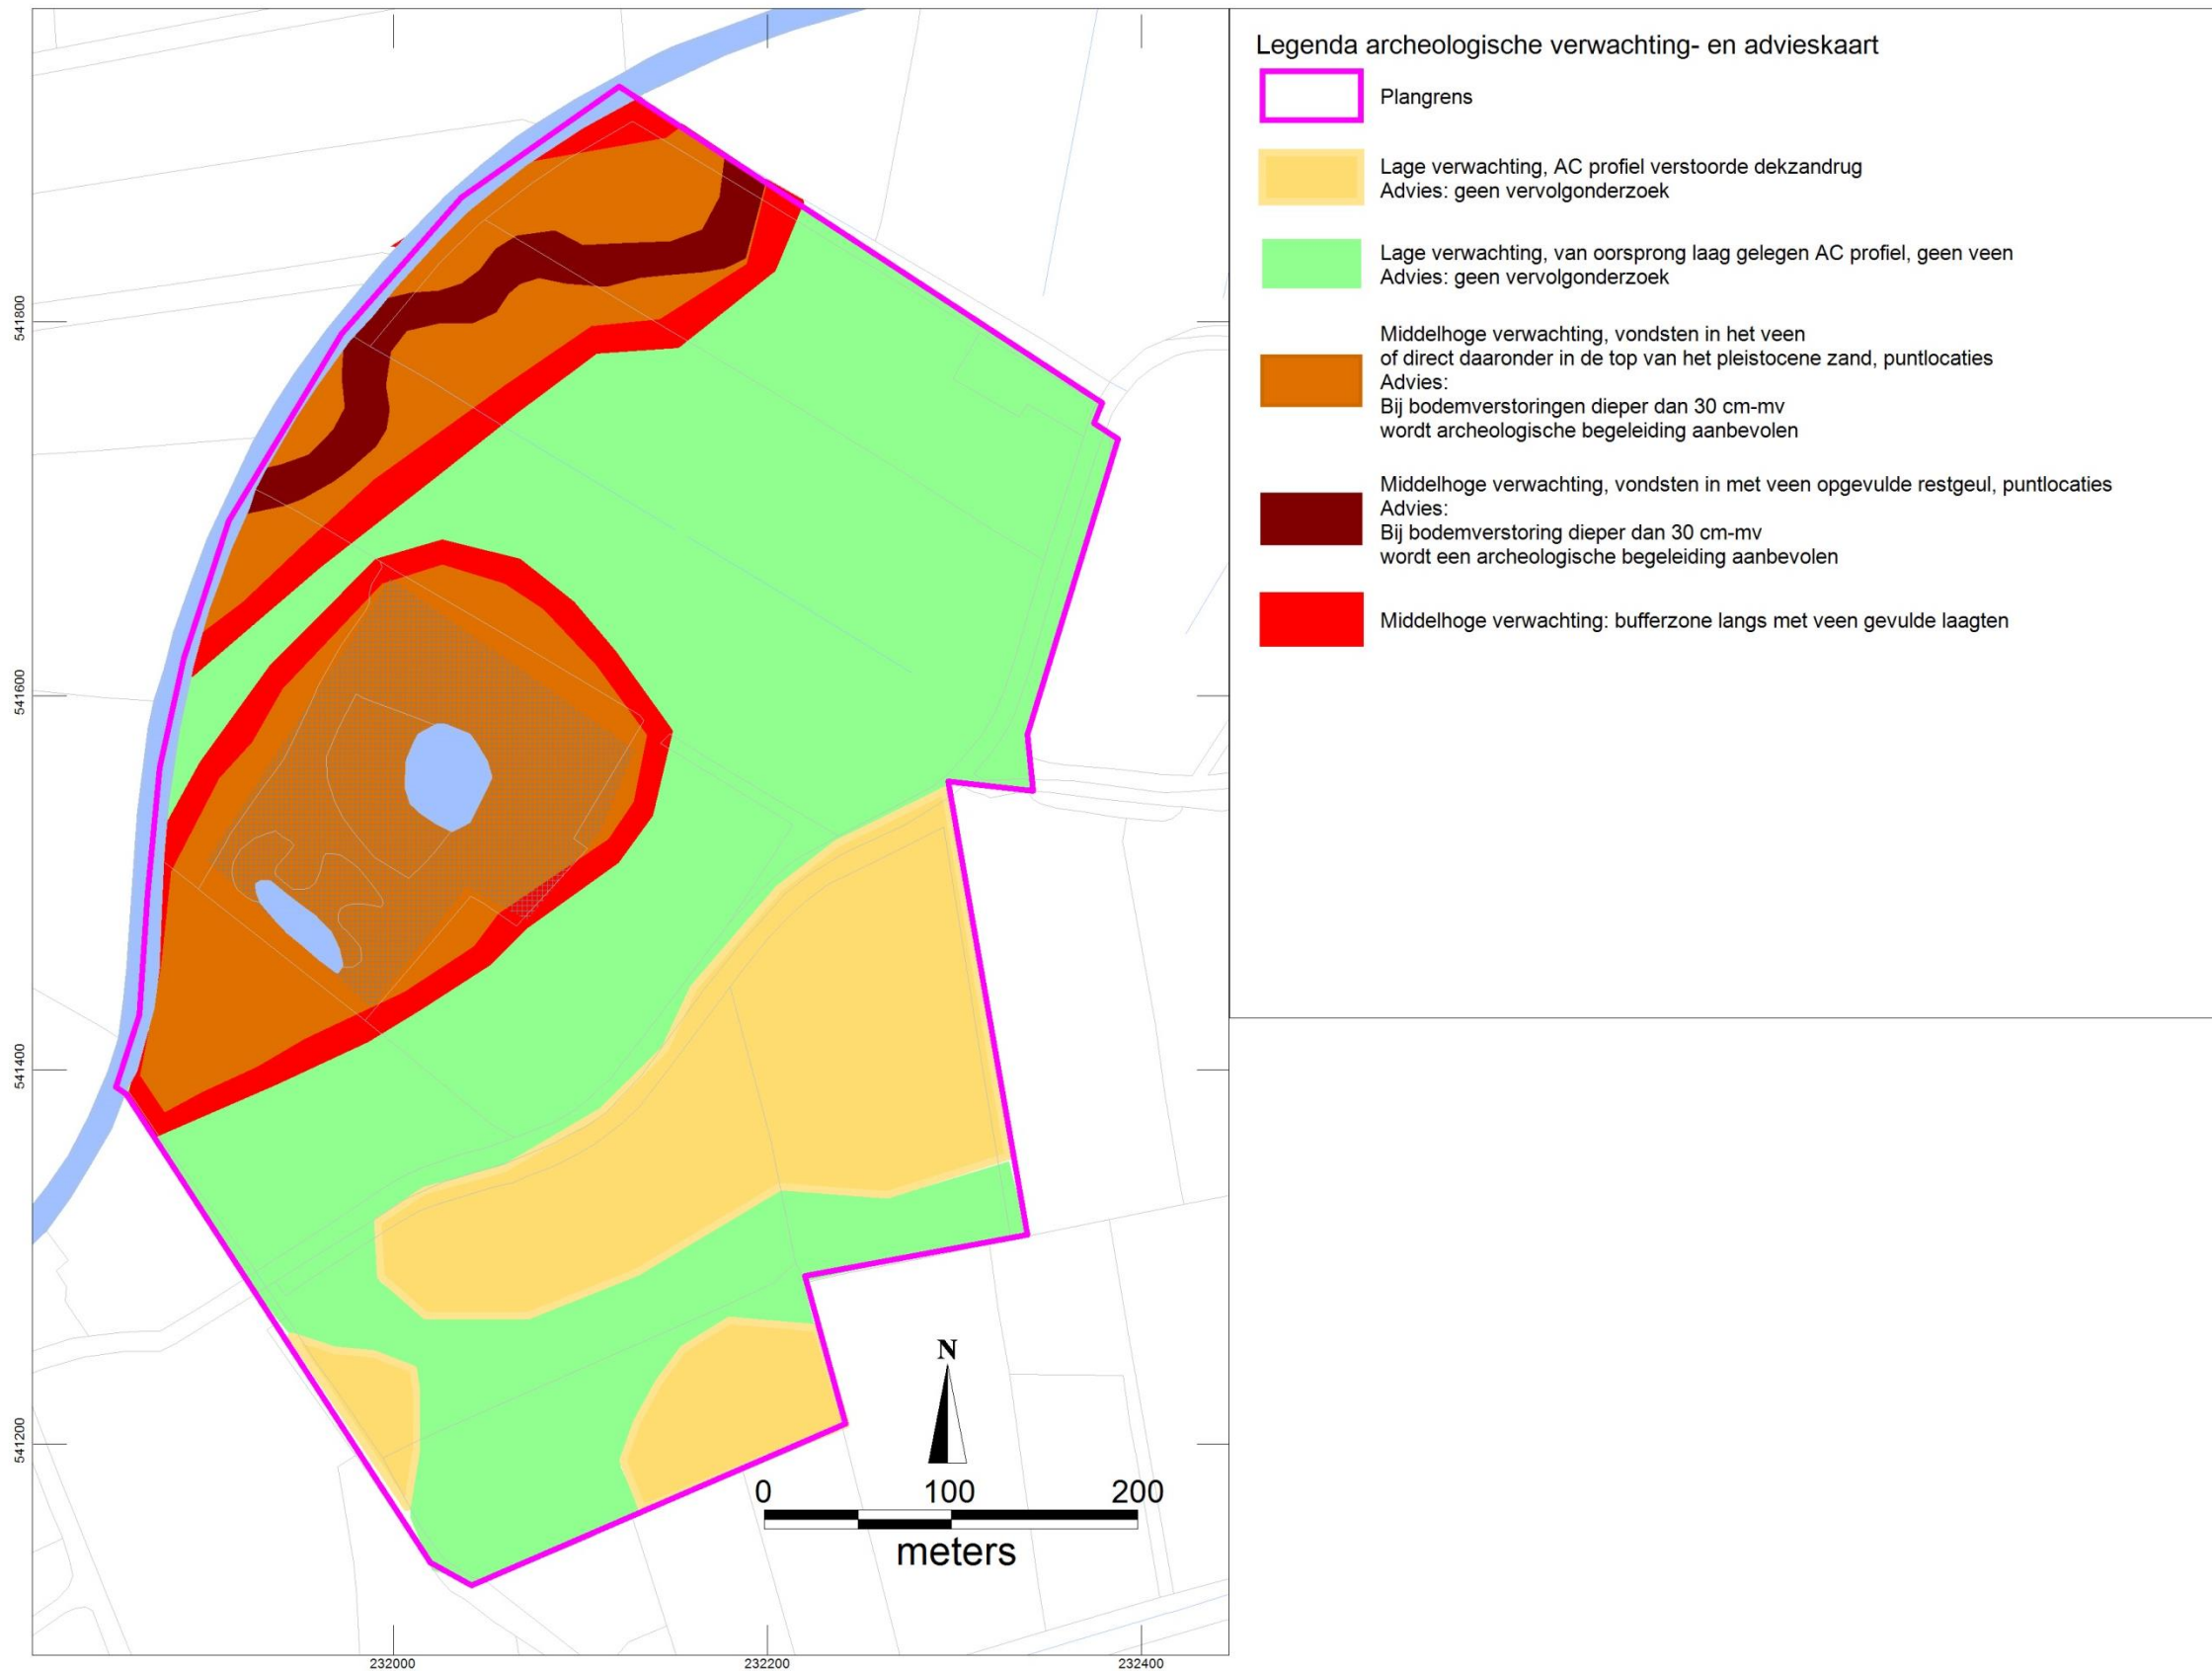 Legenda archeologische verwachting- en advieskaart
Plangrens
Lage verwachting, AC profiel verstoorde dekzandrug
Advies: geen vervolgonderzoek
Lage verwachting, van oorsprong laag gelegen AC profiel, geen veen
Advies: geen vervolgonderzoek
Middelhoge verwachting, vondsten in het veen
of direct daaronder in de top van het pleistocene zand, puntlocaties
Advies:
Bij bodemverstoringen dieper dan 30 cm-mv
wordt archeologische begeleiding aanbevolen
Middelhoge verwachting, vondsten in met veen opgevulde restgeul, puntlocaties
Advies:
Bij bodemverstoring dieper dan 30 cm-mv
wordt een archeologische begeleiding aanbevolen
Middelhoge verwachting: bufferzone langs met veen gevulde laagten
541800
541600
541400
541200
N
0 100 200
meters
232000 232200 232400